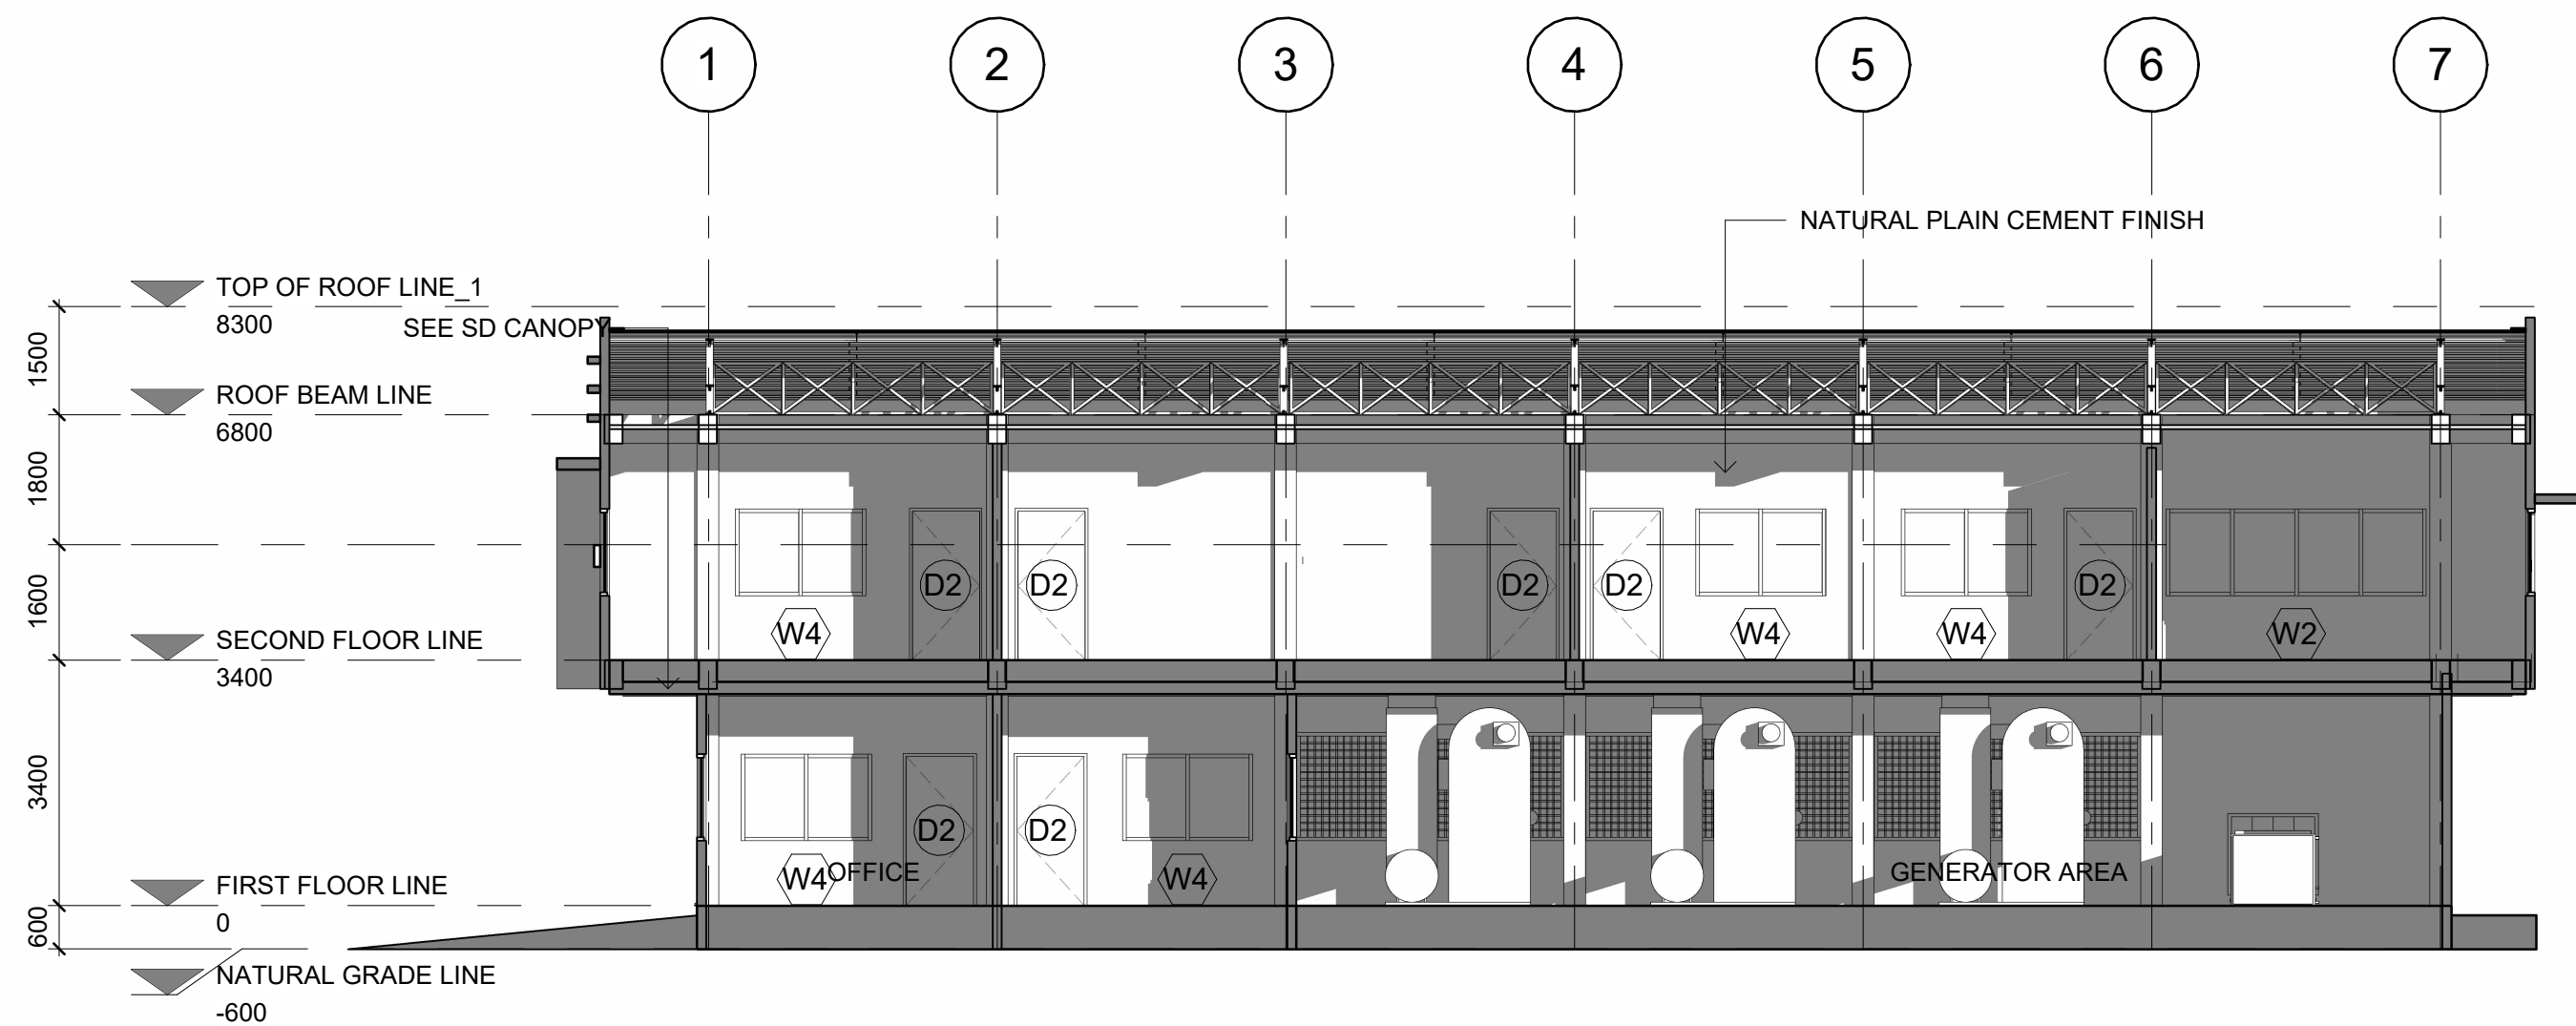 1 2 3 4 5 6 7
NATURAL PLAIN CEMENT FINISH
TOP OF ROOF LINE_1
8300
SEE SD CANOPY
1500
ROOF BEAM LINE
6800
1800
1600
D2 D2 D2 D2 D2
W4 W4 W4 W2
SECOND FLOOR LINE
3400
3400
D2 D2
W4 OFFICE W4 GENERATOR AREA
FIRST FLOOR LINE
0
600
NATURAL GRADE LINE
-600